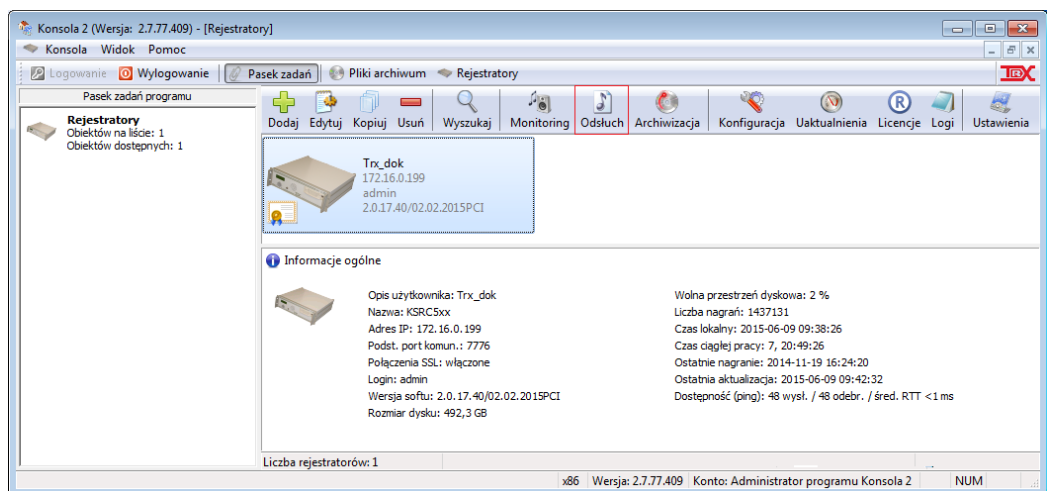 Konsola 2 (Wersja: 2.7.77.409) - [Rejestratory]
Konsola Widok Pomoc
Logowanie Wylogowanie Pasek zadań Pliki archiwum Rejestratory TRX
Pasek zadań programu
Rejestratory
Obiektów na liście: 1
Obiektów dostępnych: 1
Dodaj Edytuj Kopiuj Usuń Wyszukaj Monitoring Odsłuch Archiwizacja Konfiguracja Uaktualnienia Licencje Logi Ustawienia
Trx_dok
172.16.0.199
admin
2.0.17.40/02.02.2015PCI
Informacje ogólne
Opis użytkownika: Trx_dok
Nazwa: KSRC5xx
Adres IP: 172.16.0.199
Podst. port komun.: 7776
Połączenia SSL: włączone
Login: admin
Wersja softu: 2.0.17.40/02.02.2015PCI
Rozmiar dysku: 492,3 GB
Wolna przestrzeń dyskowa: 2 %
Liczba nagrań: 1437131
Czas lokalny: 2015-06-09 09:38:26
Czas ciągłej pracy: 7, 20:49:26
Ostatnie nagranie: 2014-11-19 16:24:20
Ostatnia aktualizacja: 2015-06-09 09:42:32
Dostępność (ping): 48 wysł. / 48 odebr. / śred. RTT <1 ms
Liczba rejestratorów: 1
x86 Wersja: 2.7.77.409 Konto: Administrator programu Konsola 2 NUM